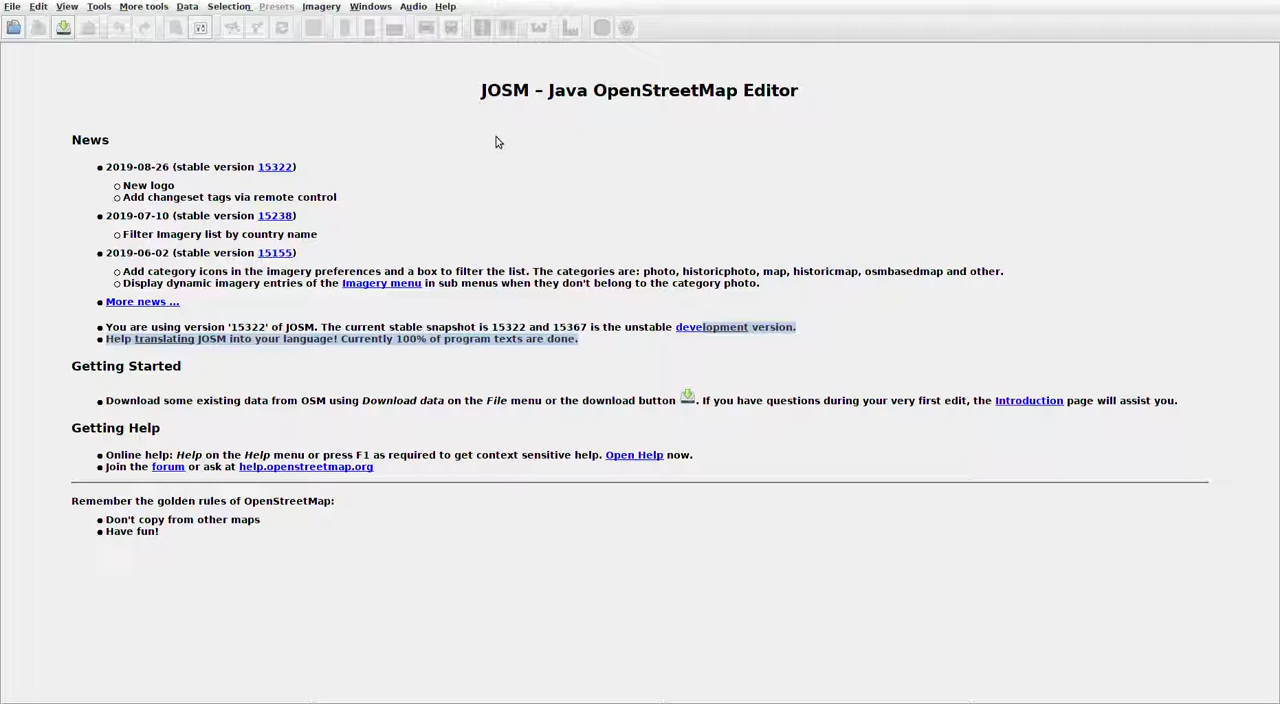 File Edit View Tools More tools Data Selection Presets Imagery Windows Audio Help
JOSM – Java OpenStreetMap Editor
News
2019-08-26 (stable version 15322)
New logo
Add changeset tags via remote control
2019-07-10 (stable version 15238)
Filter Imagery list by country name
2019-06-02 (stable version 15155)
Add category icons in the imagery preferences and a box to filter the list. The categories are: photo, historicphoto, map, historicmap, osmbasedmap and other.
Display dynamic imagery entries of the Imagery menu in sub menus when they don't belong to the category photo.
More news ...
You are using version '15322' of JOSM. The current stable snapshot is 15322 and 15367 is the unstable development version.
Help translating JOSM into your language! Currently 100% of program texts are done.
Getting Started
Download some existing data from OSM using Download data on the File menu or the download button . If you have questions during your very first edit, the Introduction page will assist you.
Getting Help
Online help: Help on the Help menu or press F1 as required to get context sensitive help. Open Help now.
Join the forum or ask at help.openstreetmap.org
Remember the golden rules of OpenStreetMap:
Don't copy from other maps
Have fun!